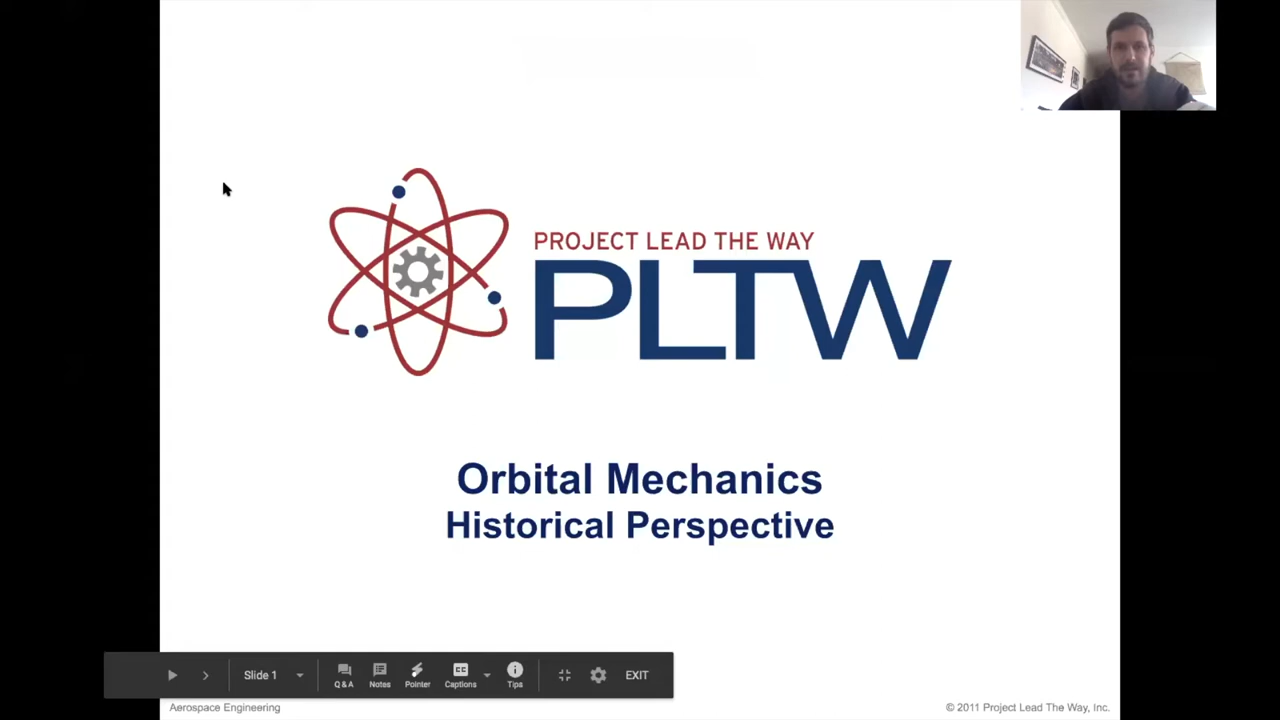 PROJECT LEAD THE WAY
PLTW
Orbital Mechanics
Historical Perspective
Slide 1
Q & A
Notes
Pointer
CC
Captions
Tips
EXIT
Aerospace Engineering
© 2011 Project Lead The Way, Inc.